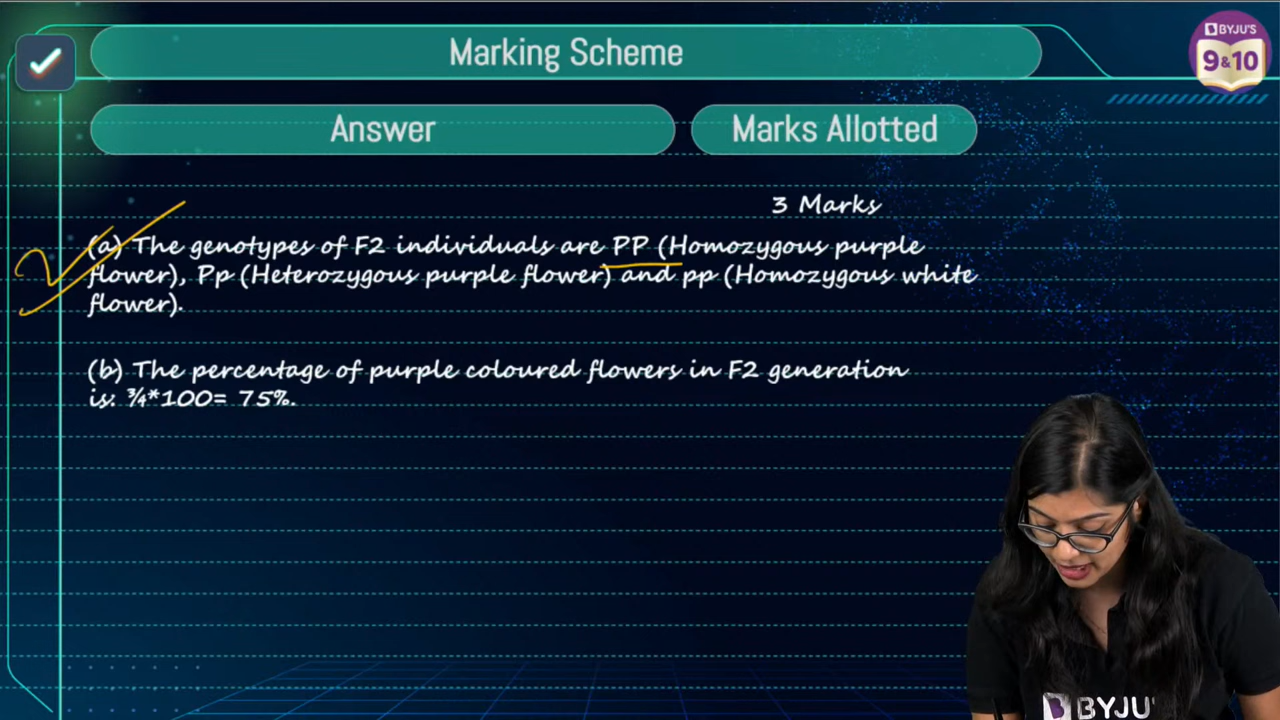 Marking Scheme
BYJU'S
9&10
Answer
Marks Allotted
3 Marks
(a) The genotypes of F2 individuals are PP (Homozygous purple
flower), Pp (Heterozygous purple flower) and pp (Homozygous white
flower).
(b) The percentage of purple coloured flowers in F2 generation
is: ¾*100= 75%.
BYJU'